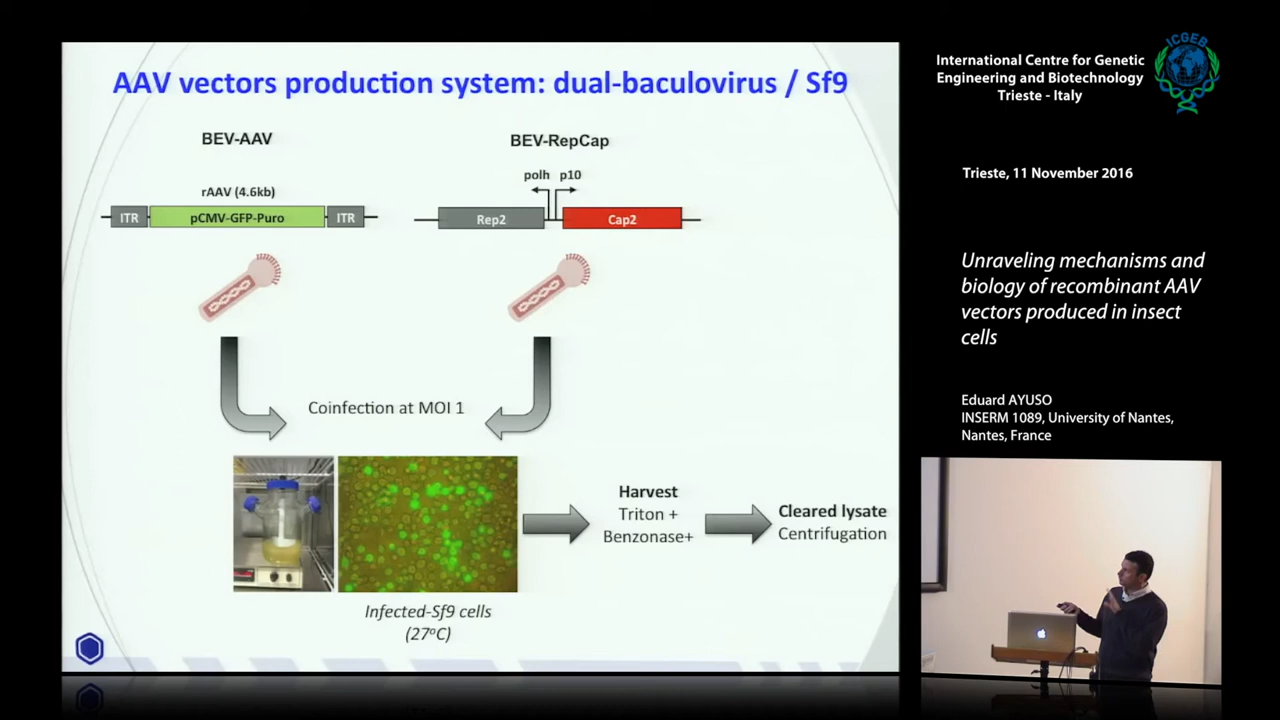 AAV vectors production system: dual-baculovirus / Sf9
BEV-AAV
BEV-RepCap
rAAV (4.6kb)
polh p10
ITR pCMV-GFP-Puro ITR
Rep2 Cap2
Coinfection at MOI 1
Harvest
Triton +
Benzonase+
Cleared lysate
Centrifugation
Infected-Sf9 cells
(27ºC)
ICGEB
International Centre for Genetic
Engineering and Biotechnology
Trieste - Italy
Trieste, 11 November 2016
Unraveling mechanisms and
biology of recombinant AAV
vectors produced in insect
cells
Eduard AYUSO
INSERM 1089, University of Nantes,
Nantes, France